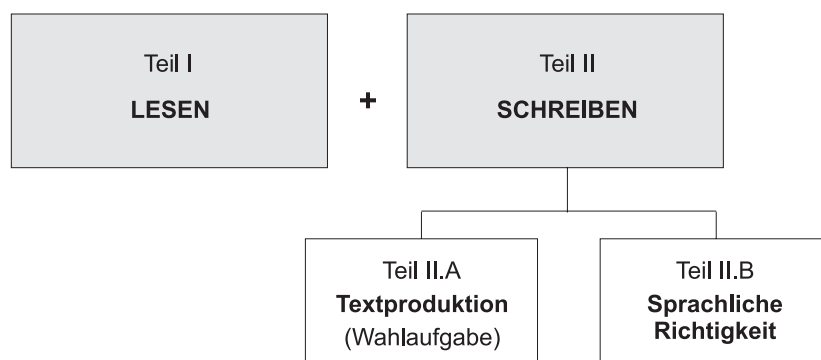 Teil I
LESEN
+
Teil II
SCHREIBEN
Teil II.A
Textproduktion
(Wahlaufgabe)
Teil II.B
Sprachliche
Richtigkeit